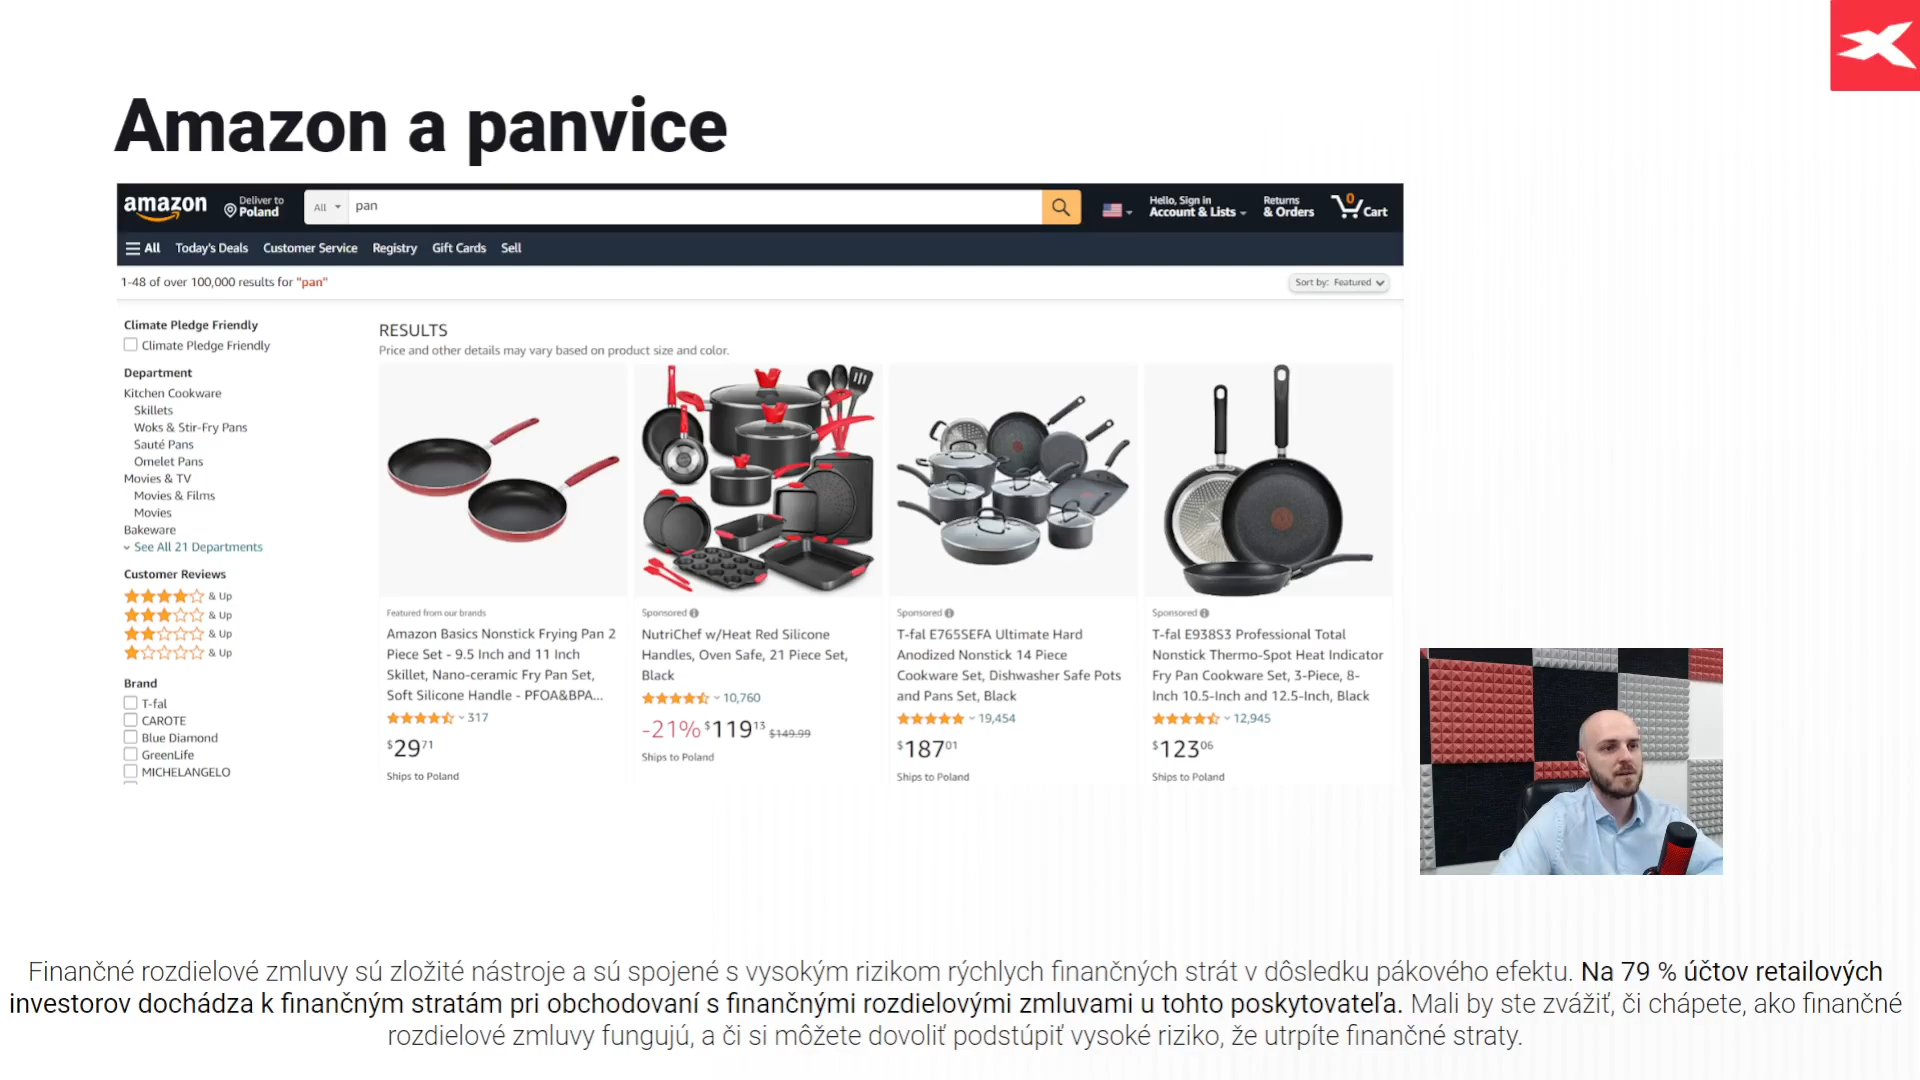 Amazon a panvice
amazon
Deliver to
Poland
All
pan
Hello, Sign in
Account & Lists
Returns
& Orders
0
Cart
All
Today's Deals
Customer Service
Registry
Gift Cards
Sell
1-48 of over 100,000 results for "pan"
Sort by: Featured
Climate Pledge Friendly
Climate Pledge Friendly
Department
Kitchen Cookware
Skillets
Woks & Stir-Fry Pans
Sauté Pans
Omelet Pans
Movies & TV
Movies & Films
Movies
Bakeware
See All 21 Departments
Customer Reviews
& Up
& Up
& Up
& Up
Brand
T-fal
CAROTE
Blue Diamond
GreenLife
MICHELANGELO
RESULTS
Price and other details may vary based on product size and color.
Featured from our brands
Amazon Basics Nonstick Frying Pan 2
Piece Set - 9.5 Inch and 11 Inch
Skillet, Nano-ceramic Fry Pan Set,
Soft Silicone Handle - PFOA&BPA...
317
$2971
Ships to Poland
Sponsored
NutriChef w/Heat Red Silicone
Handles, Oven Safe, 21 Piece Set,
Black
10,760
-21% $11913 $149.99
Ships to Poland
Sponsored
T-fal E765SEFA Ultimate Hard
Anodized Nonstick 14 Piece
Cookware Set, Dishwasher Safe Pots
and Pans Set, Black
19,454
$18701
Ships to Poland
Sponsored
T-fal E938S3 Professional Total
Nonstick Thermo-Spot Heat Indicator
Fry Pan Cookware Set, 3-Piece, 8-
Inch 10.5-Inch and 12.5-Inch, Black
12,945
$12306
Ships to Poland
Finančné rozdielové zmluvy sú zložité nástroje a sú spojené s vysokým rizikom rýchlych finančných strát v dôsledku pákového efektu. Na 79 % účtov retailových
investorov dochádza k finančným stratám pri obchodovaní s finančnými rozdielovými zmluvami u tohto poskytovateľa. Mali by ste zvážiť, či chápete, ako finančné
rozdielové zmluvy fungujú, a či si môžete dovoliť podstúpiť vysoké riziko, že utrpíte finančné straty.